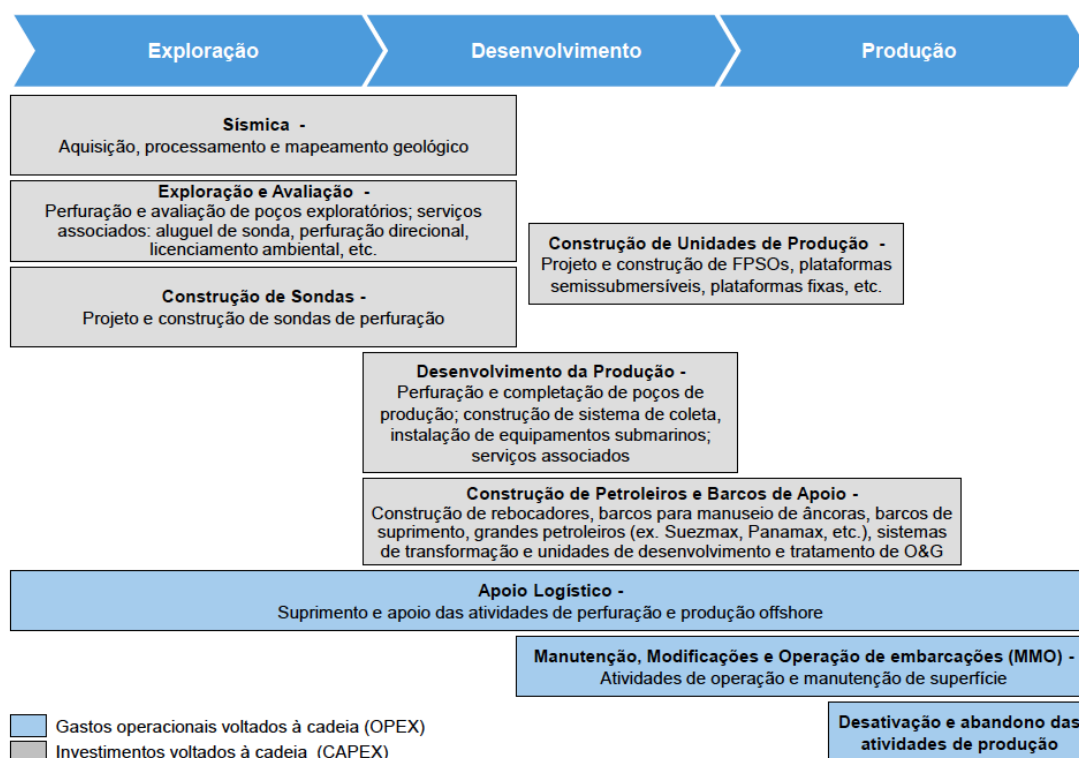 Exploração
Desenvolvimento
Produção
Sísmica -
Aquisição, processamento e mapeamento geológico
Exploração e Avaliação -
Perfuração e avaliação de poços exploratórios; serviços
associados: aluguel de sonda, perfuração direcional,
licenciamento ambiental, etc.
Construção de Unidades de Produção -
Projeto e construção de FPSOs, plataformas
semissubmersíveis, plataformas fixas, etc.
Construção de Sondas -
Projeto e construção de sondas de perfuração
Desenvolvimento da Produção -
Perfuração e completação de poços de
produção; construção de sistema de coleta,
instalação de equipamentos submarinos;
serviços associados
Construção de Petroleiros e Barcos de Apoio -
Construção de rebocadores, barcos para manuseio de âncoras, barcos de
suprimento, grandes petroleiros (ex. Suezmax, Panamax, etc.), sistemas
de transformação e unidades de desenvolvimento e tratamento de O&G
Apoio Logístico -
Suprimento e apoio das atividades de perfuração e produção offshore
Manutenção, Modificações e Operação de embarcações (MMO) -
Atividades de operação e manutenção de superfície
Desativação e abandono das
atividades de produção
Gastos operacionais voltados à cadeia (OPEX)
Investimentos voltados à cadeia (CAPEX)